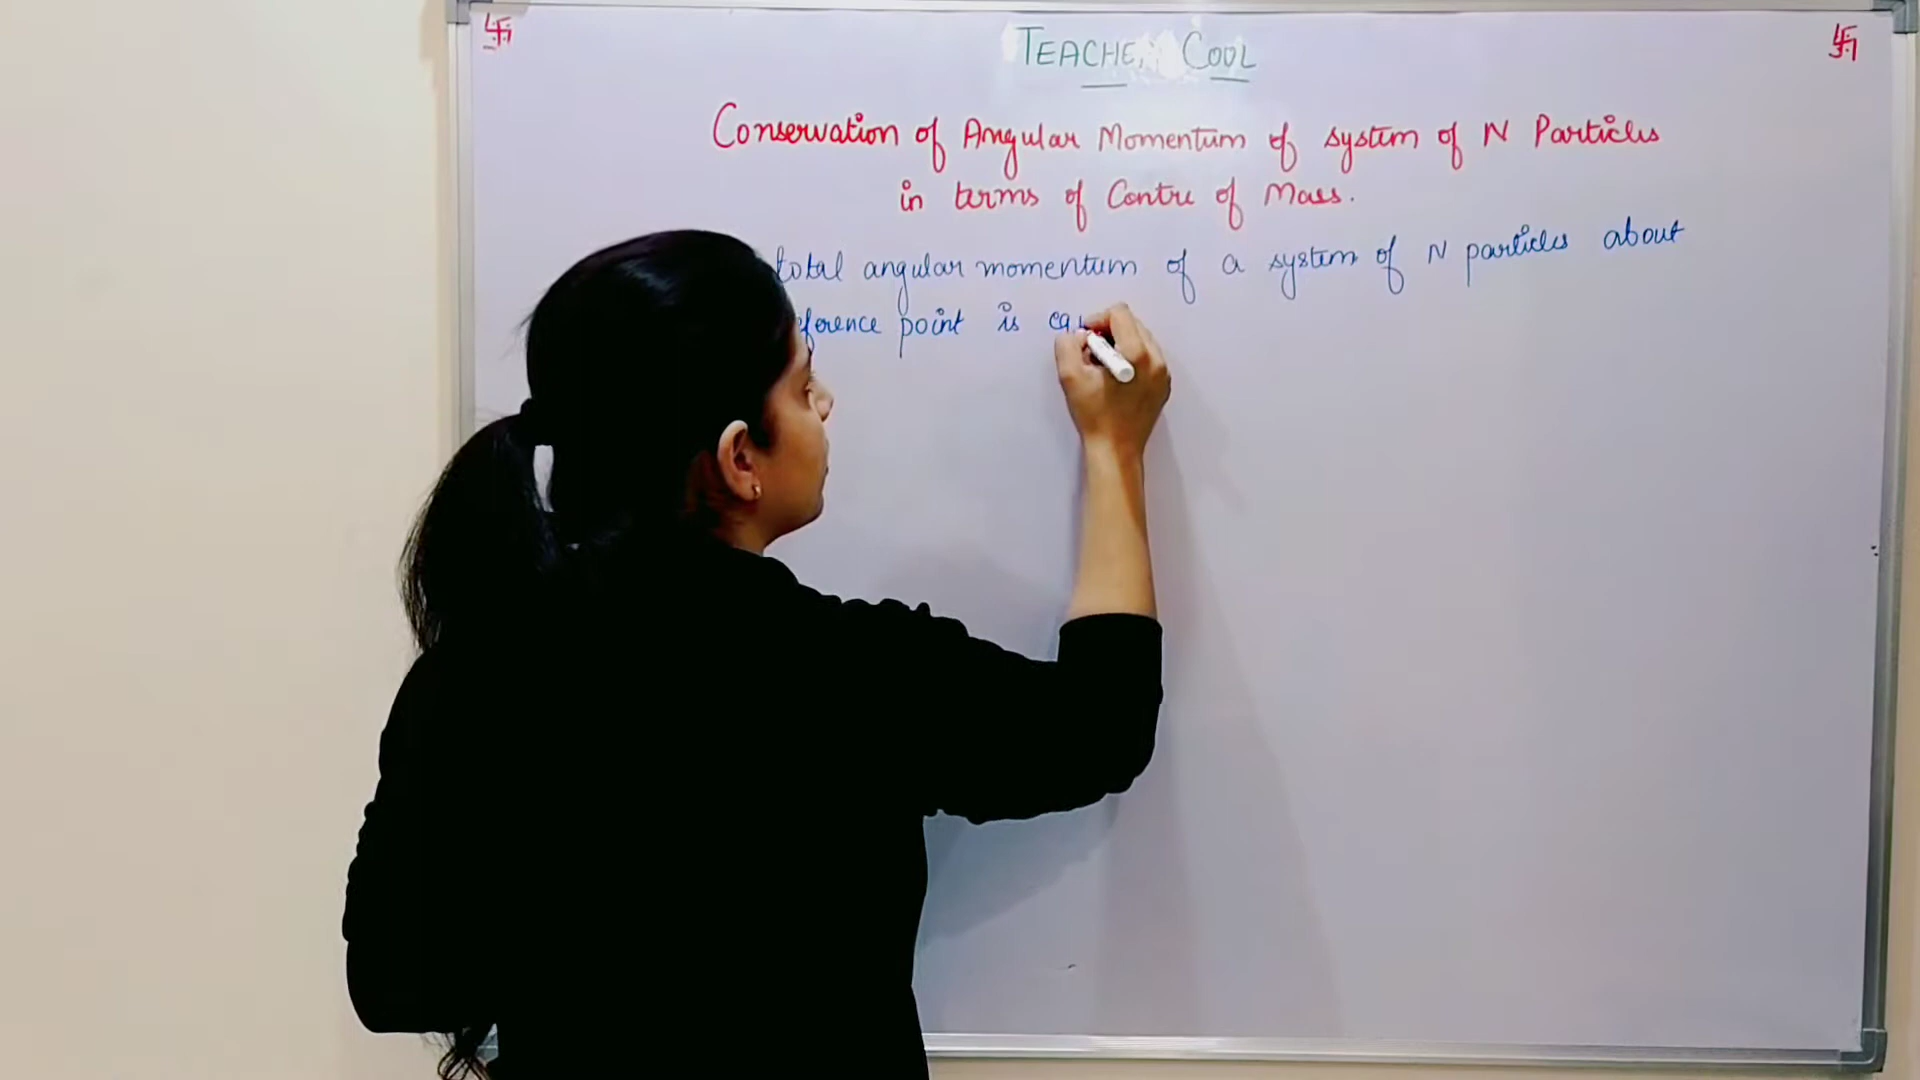 TEACHER COOL
Conservation of Angular Momentum of system of N Particles
in terms of Centre of Mass.
total angular momentum of a system of N particles about
point is